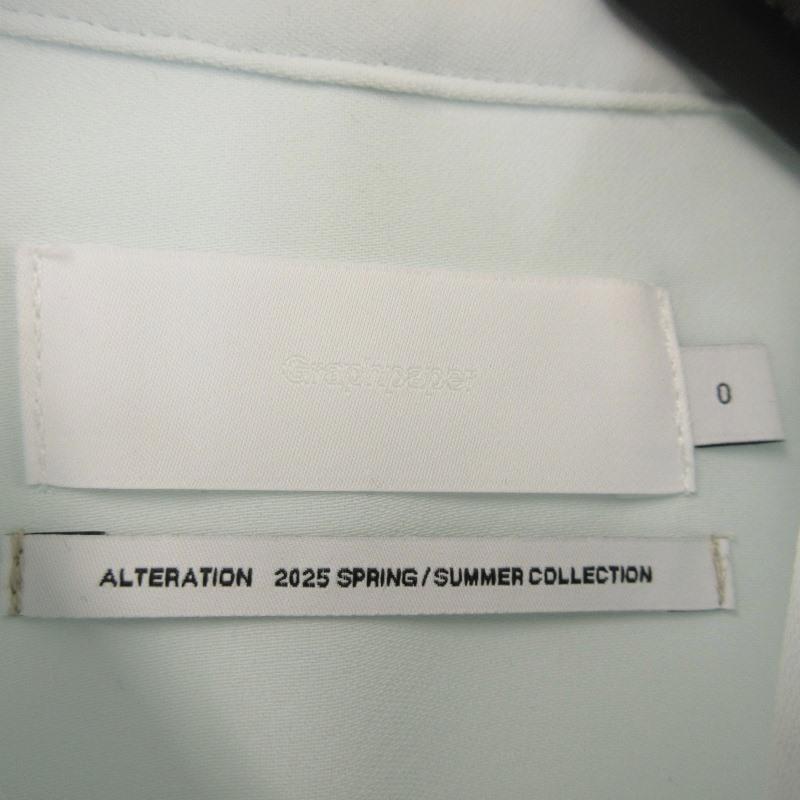 Graphpaper
0
ALTERATION 2025 SPRING/SUMMER COLLECTION